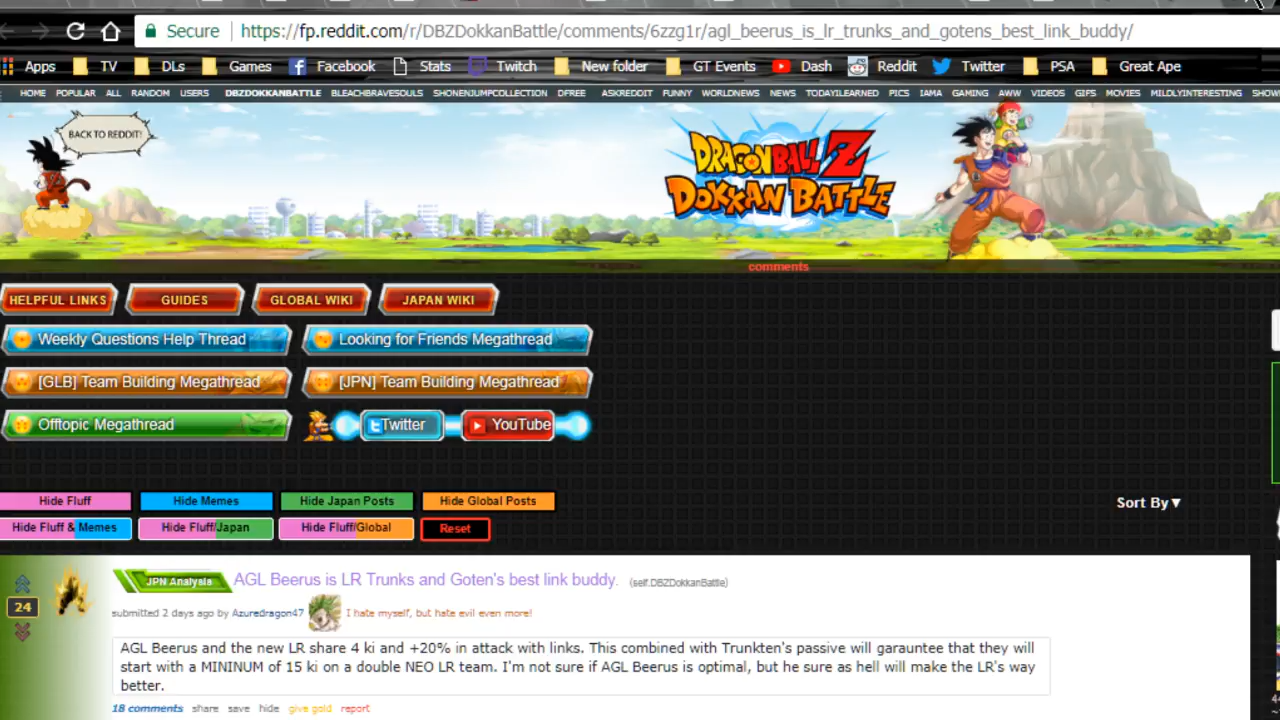 Secure https://fp.reddit.com/r/DBZDokkanBattle/comments/6zzg1r/agl_beerus_is_lr_trunks_and_gotens_best_link_buddy/
Apps TV DLs Games Facebook Stats Twitch New folder GT Events Dash Reddit Twitter PSA Great Ape
HOME POPULAR ALL RANDOM USERS DBZDOKKANBATTLE BLEACHBRAVESOULS SHONENJUMPCOLLECTION DFREE ASKREDDIT FUNNY WORLDNEWS NEWS TODAYILEARNED PICS IAMA GAMING AWW VIDEOS GIFS MOVIES MILDLYINTERESTING SHOW
BACK TO REDDIT!
DRAGONBALL Z
DOKKAN BATTLE
comments
HELPFUL LINKS GUIDES GLOBAL WIKI JAPAN WIKI
Weekly Questions Help Thread Looking for Friends Megathread
[GLB] Team Building Megathread [JPN] Team Building Megathread
Offtopic Megathread Twitter YouTube
Hide Fluff Hide Memes Hide Japan Posts Hide Global Posts Sort By▼
Hide Fluff & Memes Hide Fluff/Japan Hide Fluff/Global Reset
JPN Analysis AGL Beerus is LR Trunks and Goten's best link buddy. (self.DBZDokkanBattle)
24 submitted 2 days ago by Azuredragon47 I hate myself, but hate evil even more!
AGL Beerus and the new LR share 4 ki and +20% in attack with links. This combined with Trunkten's passive will garauntee that they will
start with a MININUM of 15 ki on a double NEO LR team. I'm not sure if AGL Beerus is optimal, but he sure as hell will make the LR's way
better.
18 comments share save hide give gold report